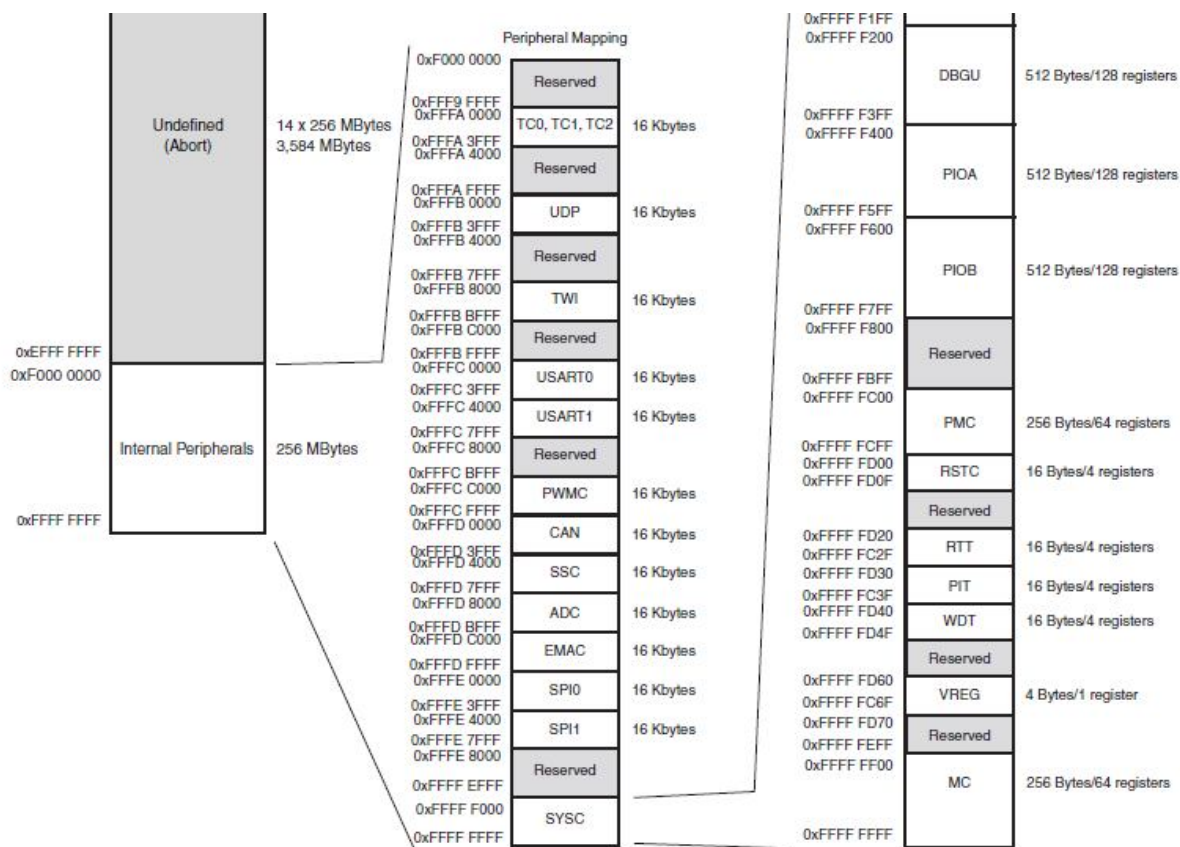 Undefined
(Abort)
14 x 256 MBytes
3,584 MBytes
0xEFFF FFFF
0xF000 0000
Internal Peripherals
256 MBytes
0xFFFF FFFF
Peripheral Mapping
0xF000 0000
Reserved
0xFFF9 FFFF
0xFFFA 0000
TC0, TC1, TC2
16 Kbytes
0xFFFA 3FFF
0xFFFA 4000
Reserved
0xFFFA FFFF
0xFFFB 0000
UDP
16 Kbytes
0xFFFB 3FFF
0xFFFB 4000
Reserved
0xFFFB 7FFF
0xFFFB 8000
TWI
16 Kbytes
0xFFFB BFFF
0xFFFB C000
Reserved
0xFFFB FFFF
0xFFFC 0000
USART0
16 Kbytes
0xFFFC 3FFF
0xFFFC 4000
USART1
16 Kbytes
0xFFFC 7FFF
0xFFFC 8000
Reserved
0xFFFC BFFF
0xFFFC C000
PWMC
16 Kbytes
0xFFFC FFFF
0xFFFD 0000
CAN
16 Kbytes
0xFFFD 3FFF
0xFFFD 4000
SSC
16 Kbytes
0xFFFD 7FFF
0xFFFD 8000
ADC
16 Kbytes
0xFFFD BFFF
0xFFFD C000
EMAC
16 Kbytes
0xFFFD FFFF
0xFFFE 0000
SPI0
16 Kbytes
0xFFFE 3FFF
0xFFFE 4000
SPI1
16 Kbytes
0xFFFE 7FFF
0xFFFE 8000
Reserved
0xFFFF EFFF
0xFFFF F000
SYSC
0xFFFF FFFF
0xFFFF F1FF
0xFFFF F200
DBGU
512 Bytes/128 registers
0xFFFF F3FF
0xFFFF F400
PIOA
512 Bytes/128 registers
0xFFFF F5FF
0xFFFF F600
PIOB
512 Bytes/128 registers
0xFFFF F7FF
0xFFFF F800
Reserved
0xFFFF FBFF
0xFFFF FC00
PMC
256 Bytes/64 registers
0xFFFF FCFF
0xFFFF FD00
RSTC
16 Bytes/4 registers
0xFFFF FD0F
Reserved
0xFFFF FD20
RTT
16 Bytes/4 registers
0xFFFF FC2F
0xFFFF FD30
PIT
16 Bytes/4 registers
0xFFFF FC3F
0xFFFF FD40
WDT
16 Bytes/4 registers
0xFFFF FD4F
Reserved
0xFFFF FD60
VREG
4 Bytes/1 register
0xFFFF FC6F
0xFFFF FD70
Reserved
0xFFFF FEFF
0xFFFF FF00
MC
256 Bytes/64 registers
0xFFFF FFFF